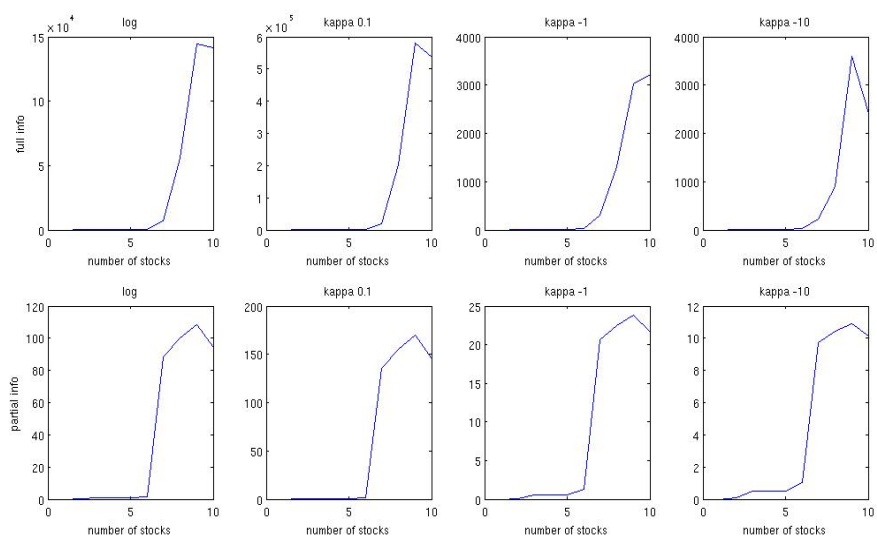 log
× 10⁴
15
10
5
0
0 5 10
full info
number of stocks
kappa 0.1
× 10⁵
6
5
4
3
2
1
0
0 5 10
number of stocks
kappa -1
4000
3000
2000
1000
0
0 5 10
number of stocks
kappa -10
4000
3000
2000
1000
0
0 5 10
number of stocks
log
120
100
80
60
40
20
0
0 5 10
partial info
number of stocks
kappa 0.1
200
150
100
50
0
0 5 10
number of stocks
kappa -1
25
20
15
10
5
0
0 5 10
number of stocks
kappa -10
12
10
8
6
4
2
0
0 5 10
number of stocks